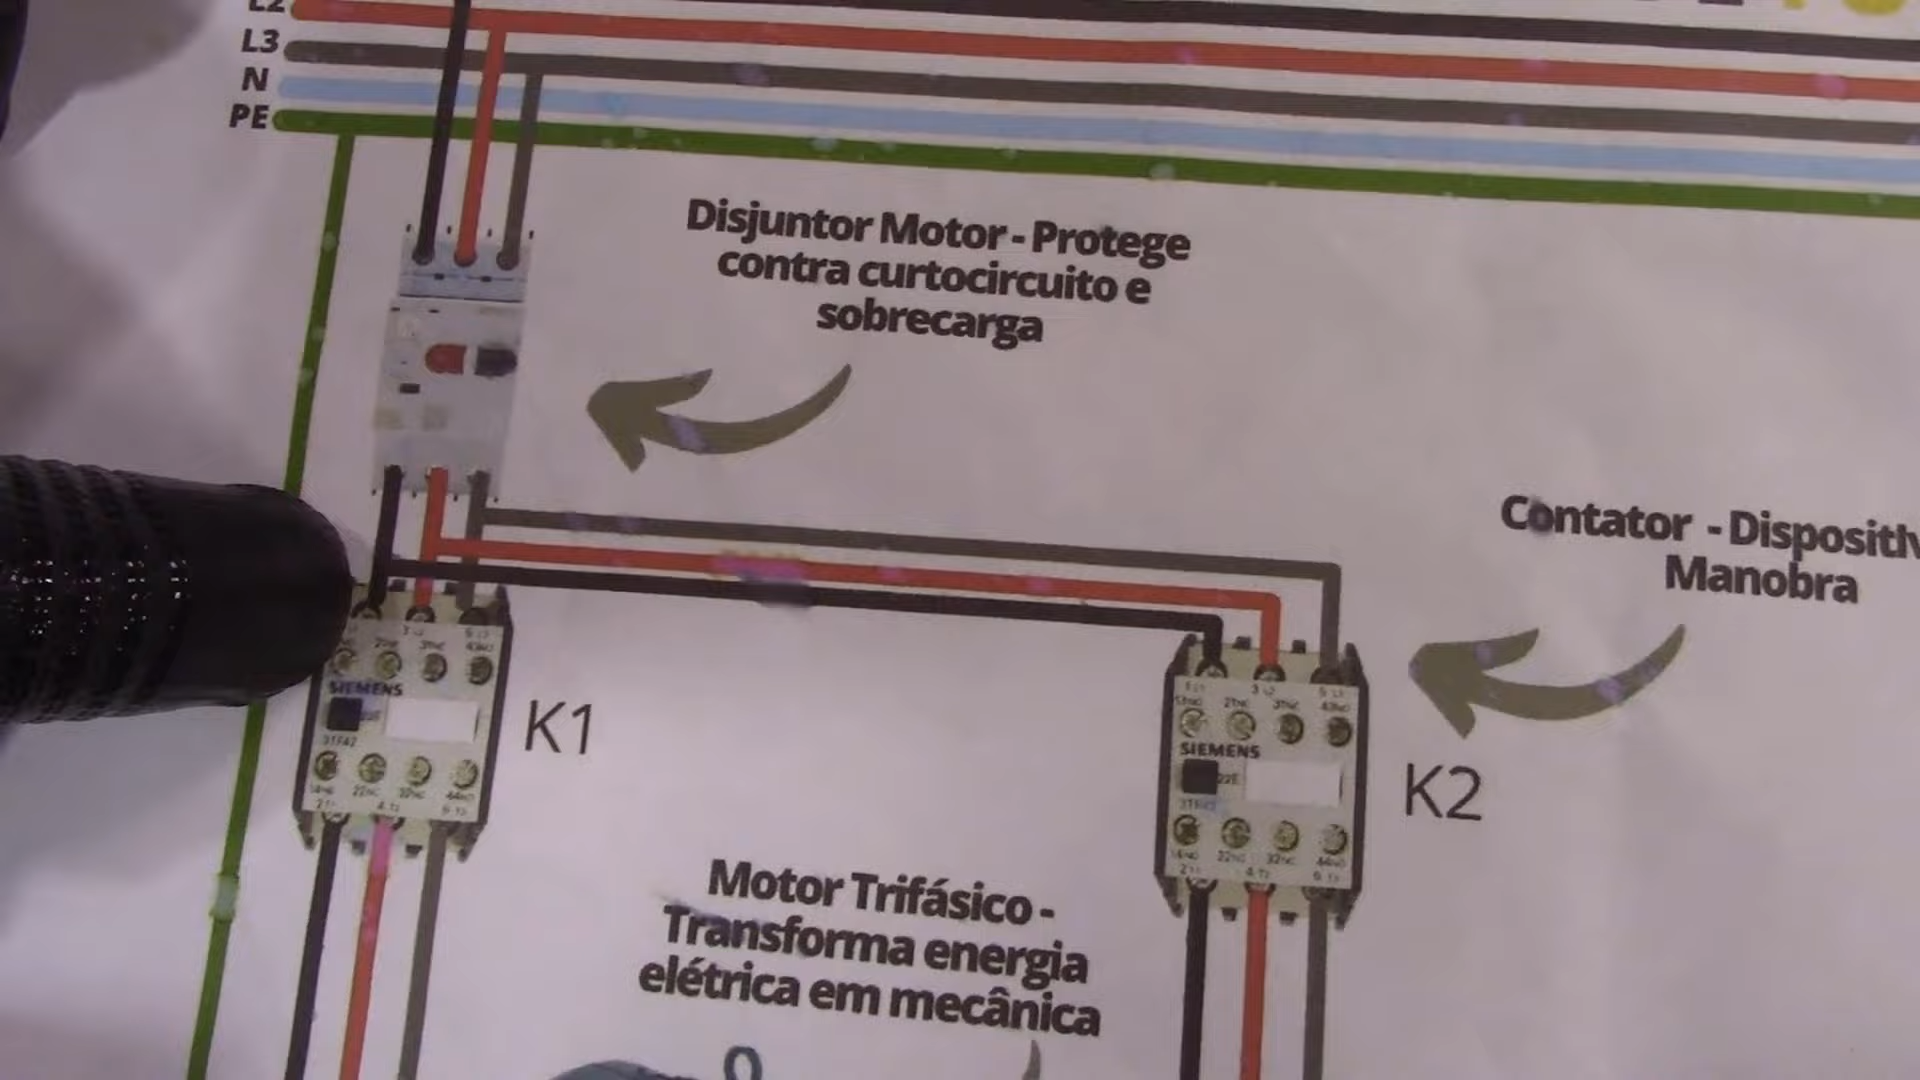 L2
L3
N
PE
Disjuntor Motor - Protege
contra curtocircuito e
sobrecarga
Contator - Dispositiv
Manobra
SIEMENS
K1
SIEMENS
K2
Motor Trifásico -
Transforma energia
elétrica em mecânica